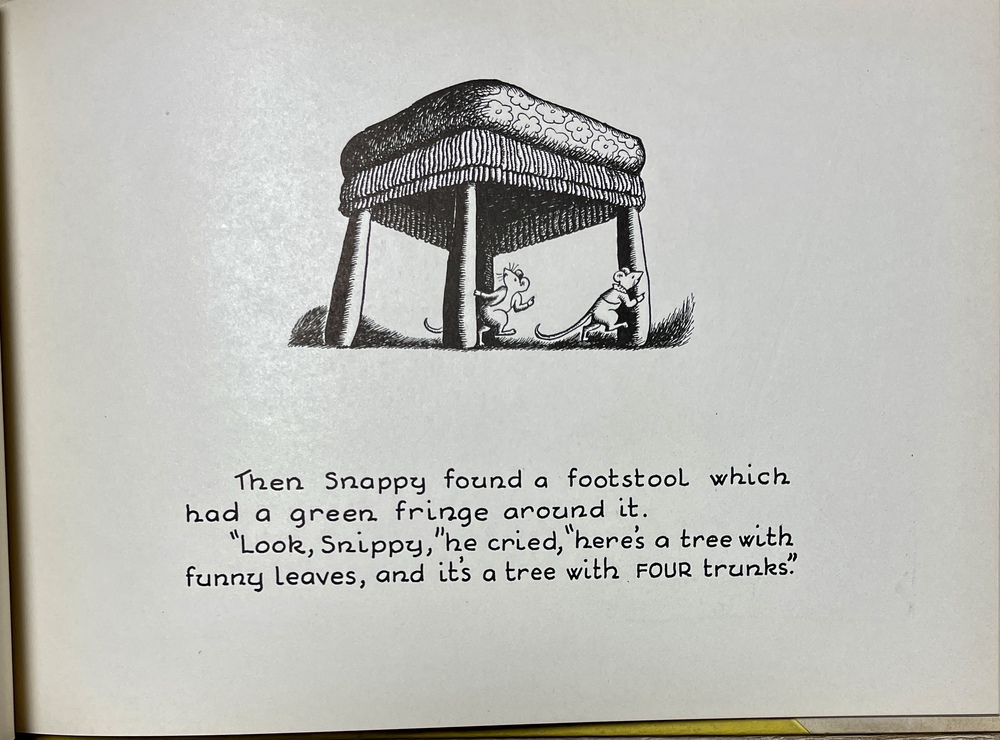 Then Snappy found a footstool which
had a green fringe around it.
"Look, Snippy," he cried, "here's a tree with
funny leaves, and it's a tree with FOUR trunks."